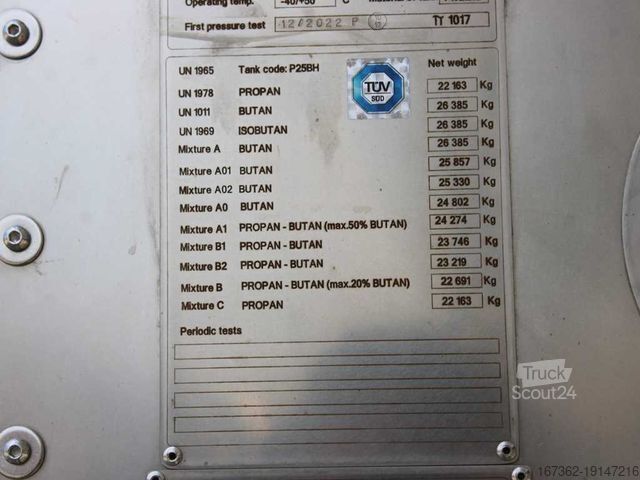 Operating temp. -40/+50 °C
First pressure test 12/2022 P TT 1017
UN 1965 Tank code: P25BH Net weight
UN 1978 PROPAN 22 163 Kg
UN 1011 BUTAN 26 385 Kg
UN 1969 ISOBUTAN 26 385 Kg
Mixture A BUTAN 26 385 Kg
Mixture A01 BUTAN 25 857 Kg
Mixture A02 BUTAN 25 330 Kg
Mixture A0 BUTAN 24 802 Kg
Mixture A1 PROPAN - BUTAN (max.50% BUTAN) 24 274 Kg
Mixture B1 PROPAN - BUTAN 23 746 Kg
Mixture B2 PROPAN - BUTAN 23 219 Kg
Mixture B PROPAN - BUTAN (max.20% BUTAN) 22 691 Kg
Mixture C PROPAN 22 163 Kg
TÜV
SÜD
Periodic tests
Truck
Scout24
167362-19147216